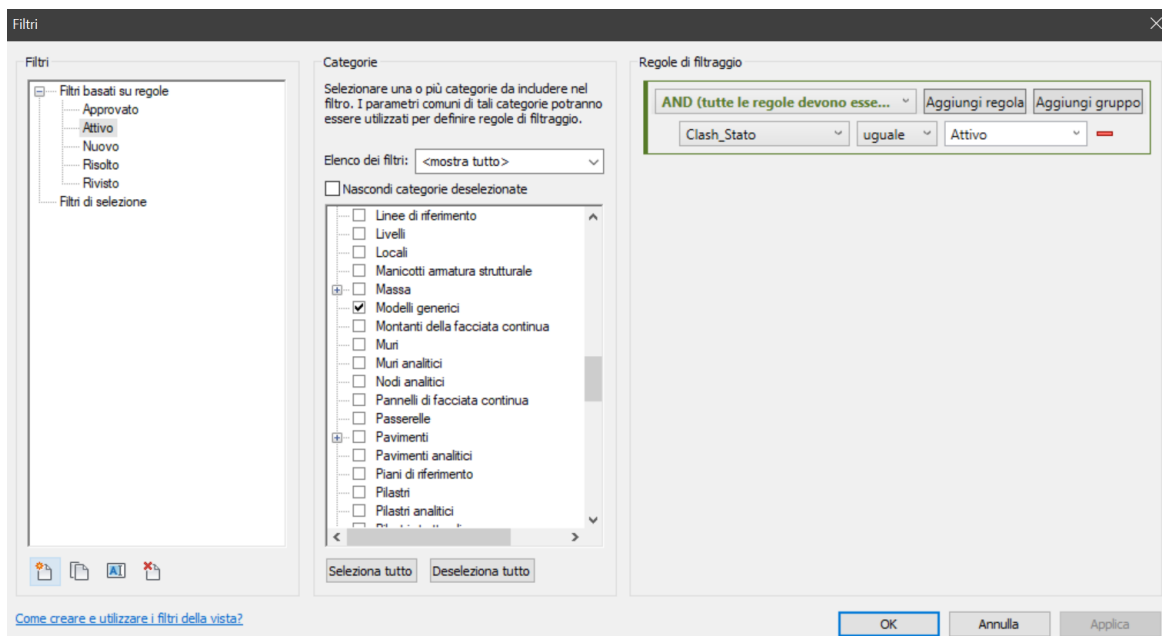 Filtri
Filtri
Filtri basati su regole
Approvato
Attivo
Nuovo
Risolto
Rivisto
Filtri di selezione
Categorie
Selezionare una o più categorie da includere nel
filtro. I parametri comuni di tali categorie potranno
essere utilizzati per definire regole di filtraggio.
Elenco dei filtri: <mostra tutto>
Nascondi categorie deselezionate
Linee di riferimento
Livelli
Locali
Manicotti armatura strutturale
Massa
Modelli generici
Montanti della facciata continua
Muri
Muri analitici
Nodi analitici
Pannelli di facciata continua
Passerelle
Pavimenti
Pavimenti analitici
Piani di riferimento
Pilastri
Pilastri analitici
Seleziona tutto Deseleziona tutto
Regole di filtraggio
AND (tutte le regole devono esse... Aggiungi regola Aggiungi gruppo
Clash_Stato uguale Attivo
Come creare e utilizzare i filtri della vista?
OK Annulla Applica